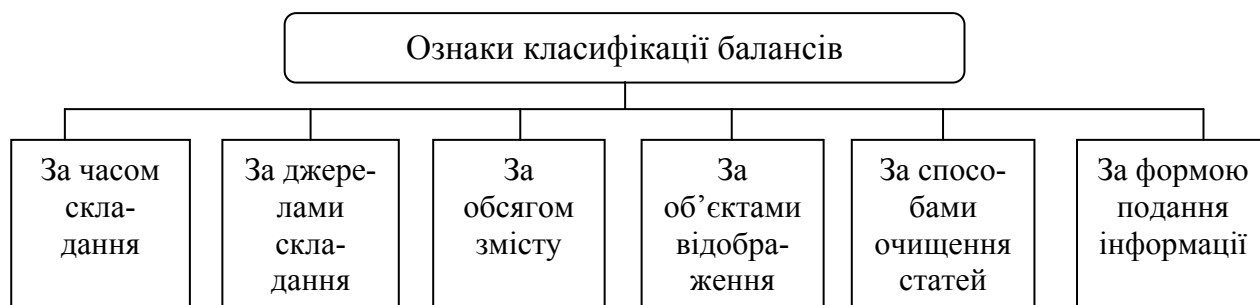 Ознаки класифікації балансів
За часом
скла-
дання
За джере-
лами
скла-
дання
За
обсягом
змісту
За
об’єктами
відобра-
ження
За спосо-
бами
очищення
статей
За формою
подання
інформації